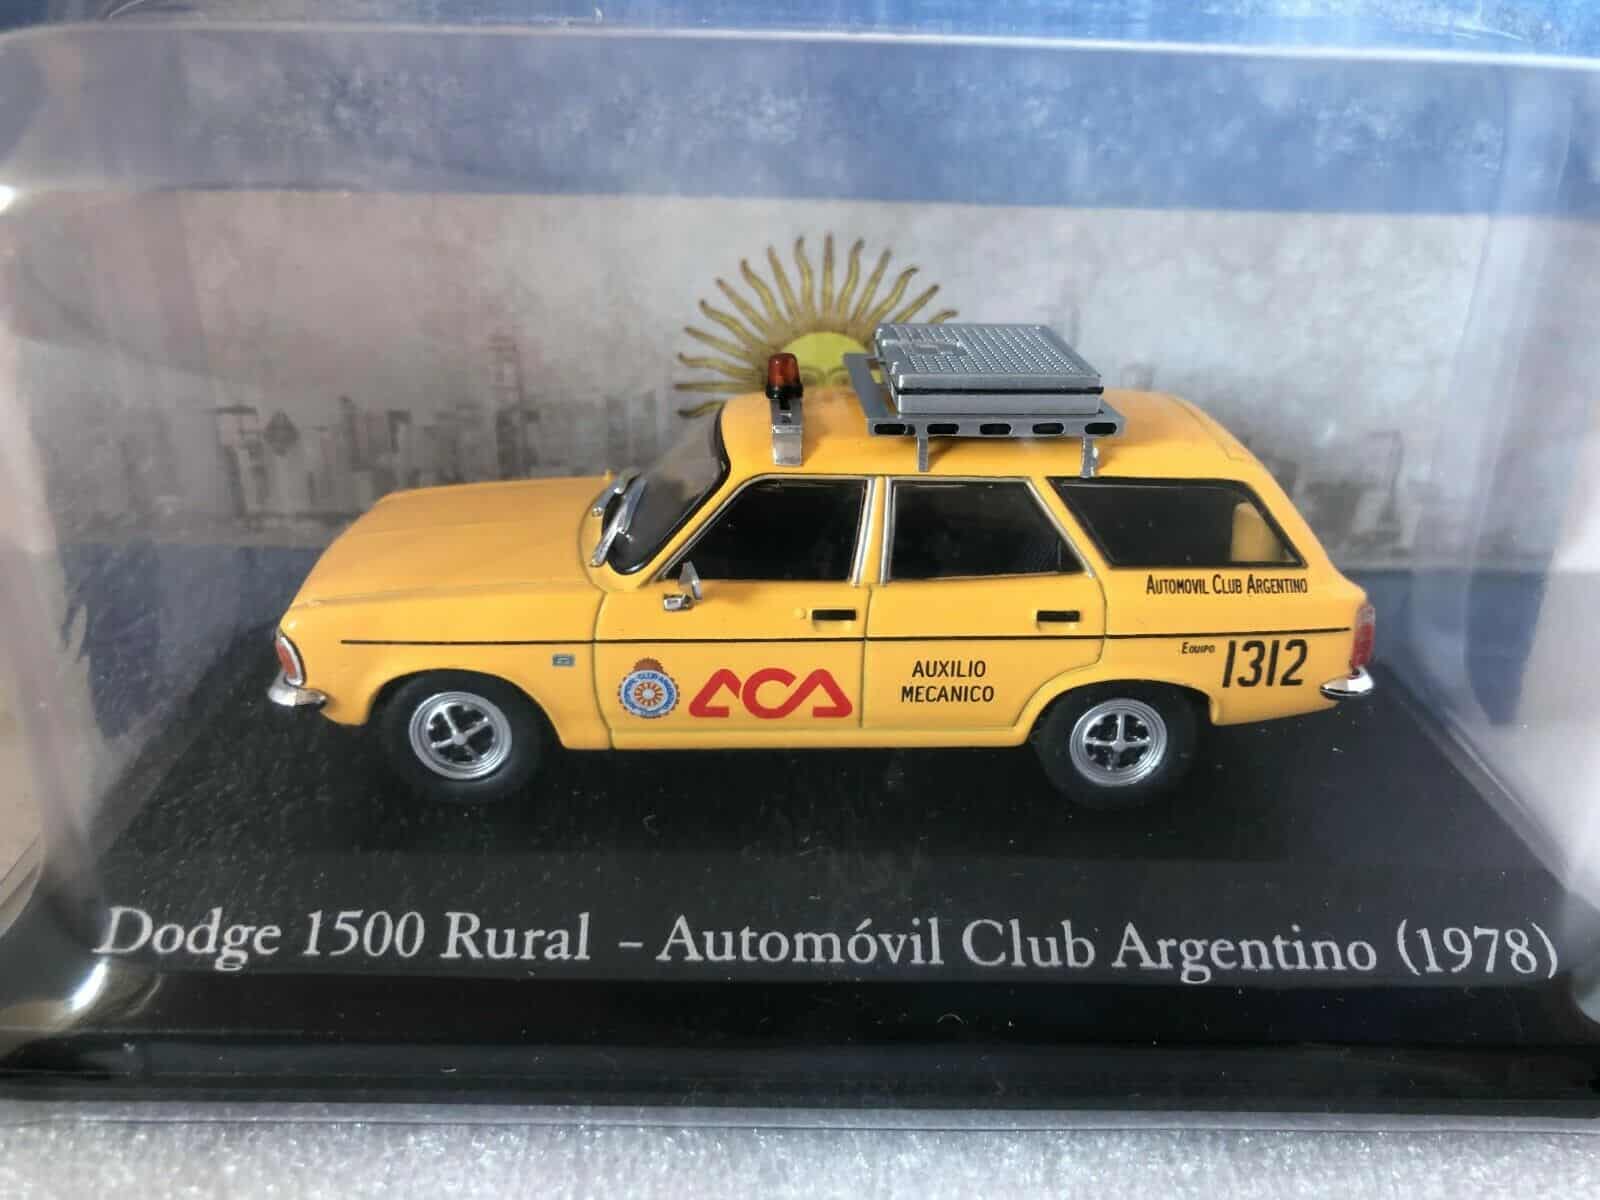 AUTOMOVIL CLUB ARGENTINO
EQUIPO 1312
ACA
AUXILIO
MECANICO
Dodge 1500 Rural - Automóvil Club Argentino (1978)